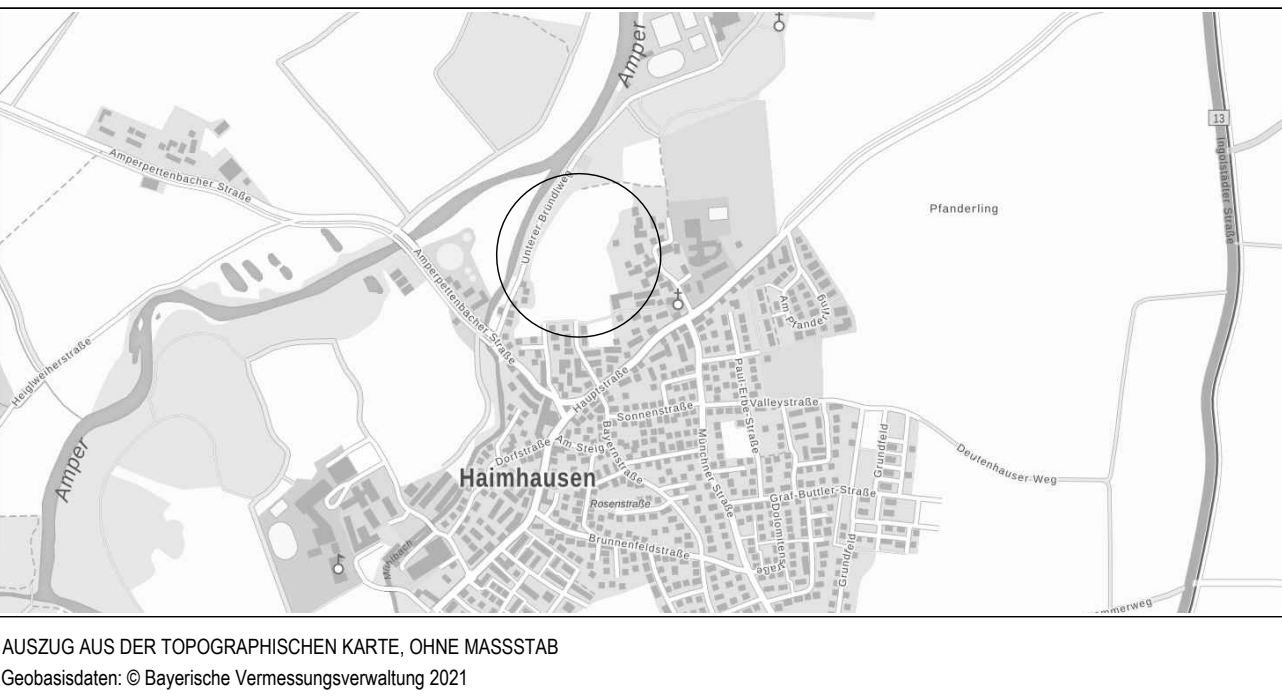 Amper
13
Amperpettenbacher Straße
Unterer Bründlweg
Ingolstädter Straße
Pfanderling
Amperpettenbacher Straße
Am Pfanderling
Heiglweiherstraße
Hauptstraße
Paul-Erbe-Straße
Sonnenstraße
Valleystraße
Amper
Dorfstraße
Am Steig
Bayernstraße
Münchner Straße
Grundfeld
Deutenhauser Weg
Haimhausen
Rosenstraße
Graf-Buttler-Straße
Dolomitenstraße
Brunnenfeldstraße
Mühlbach
Grundfeld
mmerweg
AUSZUG AUS DER TOPOGRAPHISCHEN KARTE, OHNE MASSSTAB
Geobasisdaten: © Bayerische Vermessungsverwaltung 2021